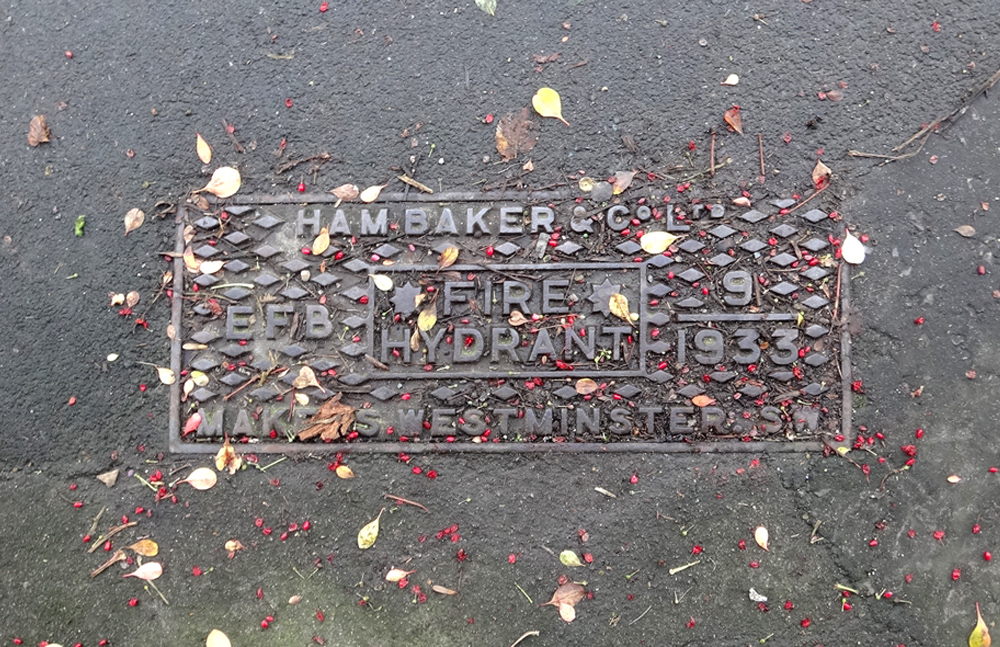 HAM BAKER & Co LTD
EFB
FIRE
HYDRANT
9
1933
MAKERS WESTMINSTER SW